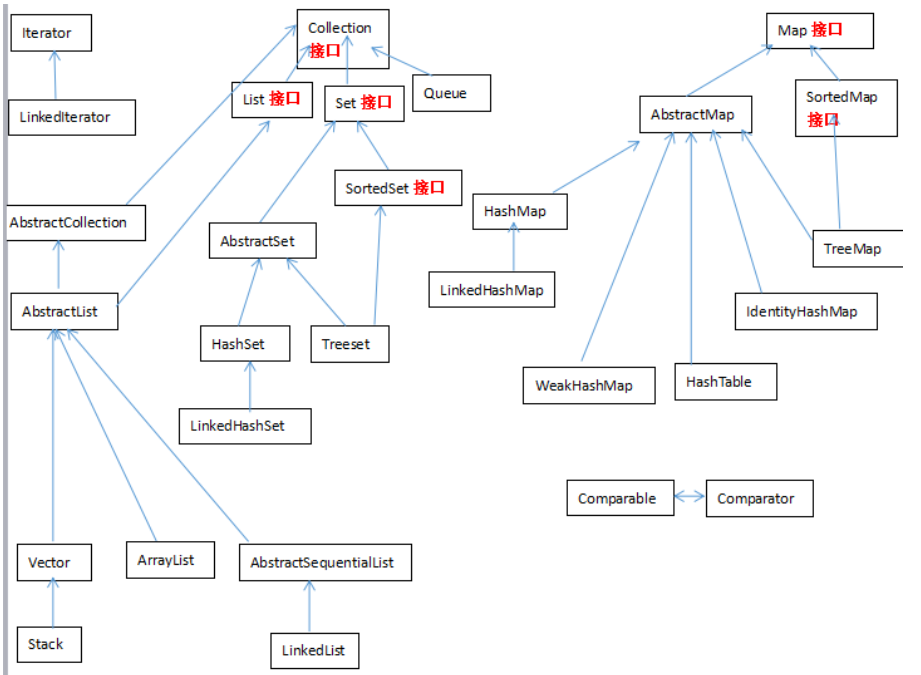 Iterator
Collection
接口
Map 接口
LinkedIterator
List 接口
Set 接口
Queue
AbstractMap
SortedMap
接口
SortedSet 接口
AbstractCollection
AbstractSet
HashMap
TreeMap
LinkedHashMap
AbstractList
IdentityHashMap
HashSet
Treeset
WeakHashMap
HashTable
LinkedHashSet
Comparable
Comparator
Vector
ArrayList
AbstractSequentialList
Stack
LinkedList